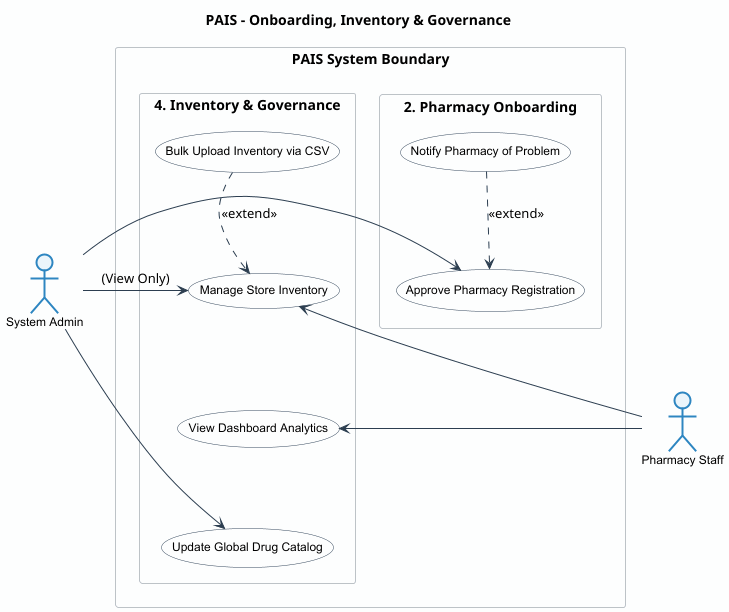 PAIS - Onboarding, Inventory & Governance
PAIS System Boundary
4. Inventory & Governance
2. Pharmacy Onboarding
Bulk Upload Inventory via CSV
Notify Pharmacy of Problem
«extend»
«extend»
(View Only)
Manage Store Inventory
Approve Pharmacy Registration
System Admin
View Dashboard Analytics
Pharmacy Staff
Update Global Drug Catalog